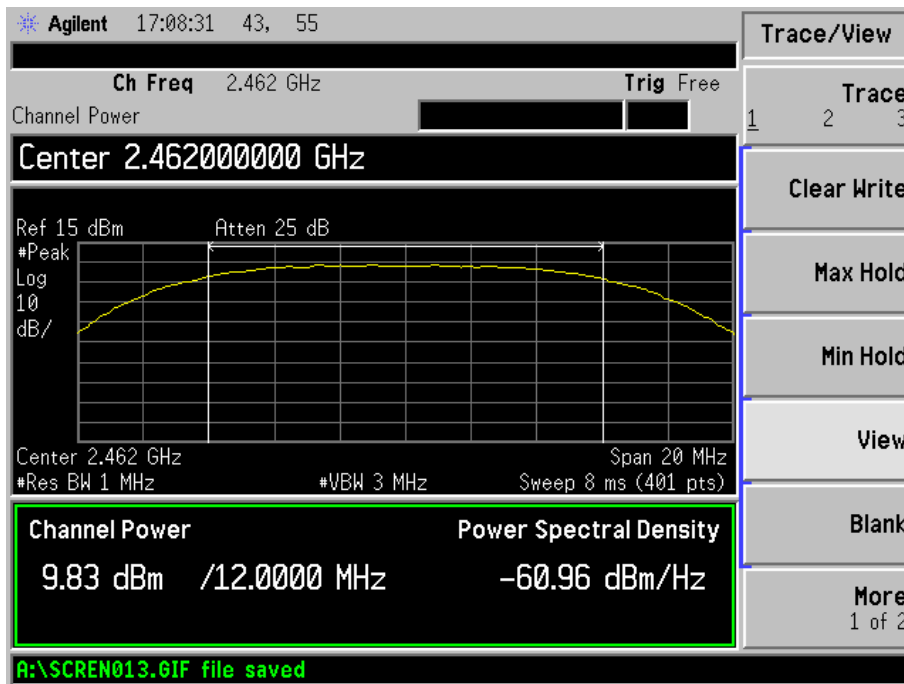 Agilent 17:08:31 43, 55
Trace/View
Ch Freq 2.462 GHz Trig Free
Channel Power
Trace
1 2 3
Center 2.462000000 GHz
Clear Write
Ref 15 dBm Atten 25 dB
#Peak
Log
10
dB/
Max Hold
Min Hold
View
Center 2.462 GHz Span 20 MHz
#Res BW 1 MHz #VBW 3 MHz Sweep 8 ms (401 pts)
Blank
Channel Power Power Spectral Density
9.83 dBm /12.0000 MHz -60.96 dBm/Hz
More
1 of 2
A:\SCREN013.GIF file saved